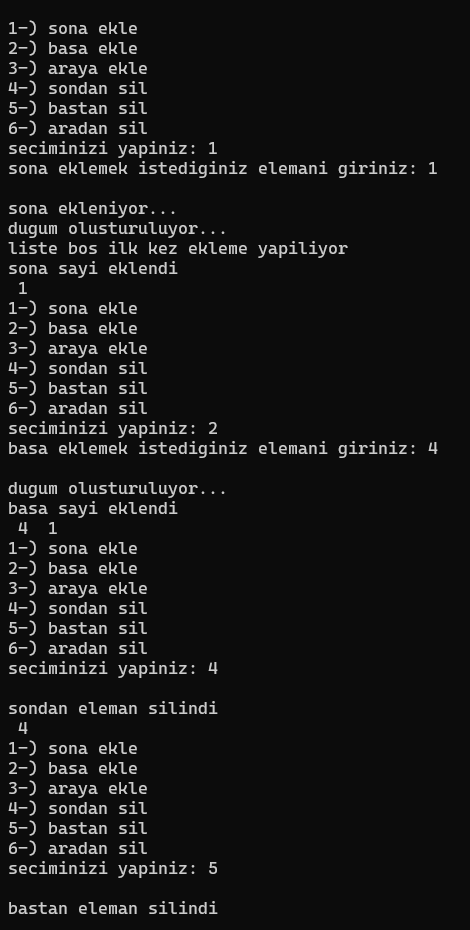 1-) sona ekle
2-) basa ekle
3-) araya ekle
4-) sondan sil
5-) bastan sil
6-) aradan sil
seciminizi yapiniz: 1
sona eklemek istediginiz elemani giriniz: 1

sona ekleniyor...
dugum olusturuluyor...
liste bos ilk kez ekleme yapiliyor
sona sayi eklendi
 1
1-) sona ekle
2-) basa ekle
3-) araya ekle
4-) sondan sil
5-) bastan sil
6-) aradan sil
seciminizi yapiniz: 2
basa eklemek istediginiz elemani giriniz: 4

dugum olusturuluyor...
basa sayi eklendi
 4  1
1-) sona ekle
2-) basa ekle
3-) araya ekle
4-) sondan sil
5-) bastan sil
6-) aradan sil
seciminizi yapiniz: 4

sondan eleman silindi
 4
1-) sona ekle
2-) basa ekle
3-) araya ekle
4-) sondan sil
5-) bastan sil
6-) aradan sil
seciminizi yapiniz: 5

bastan eleman silindi